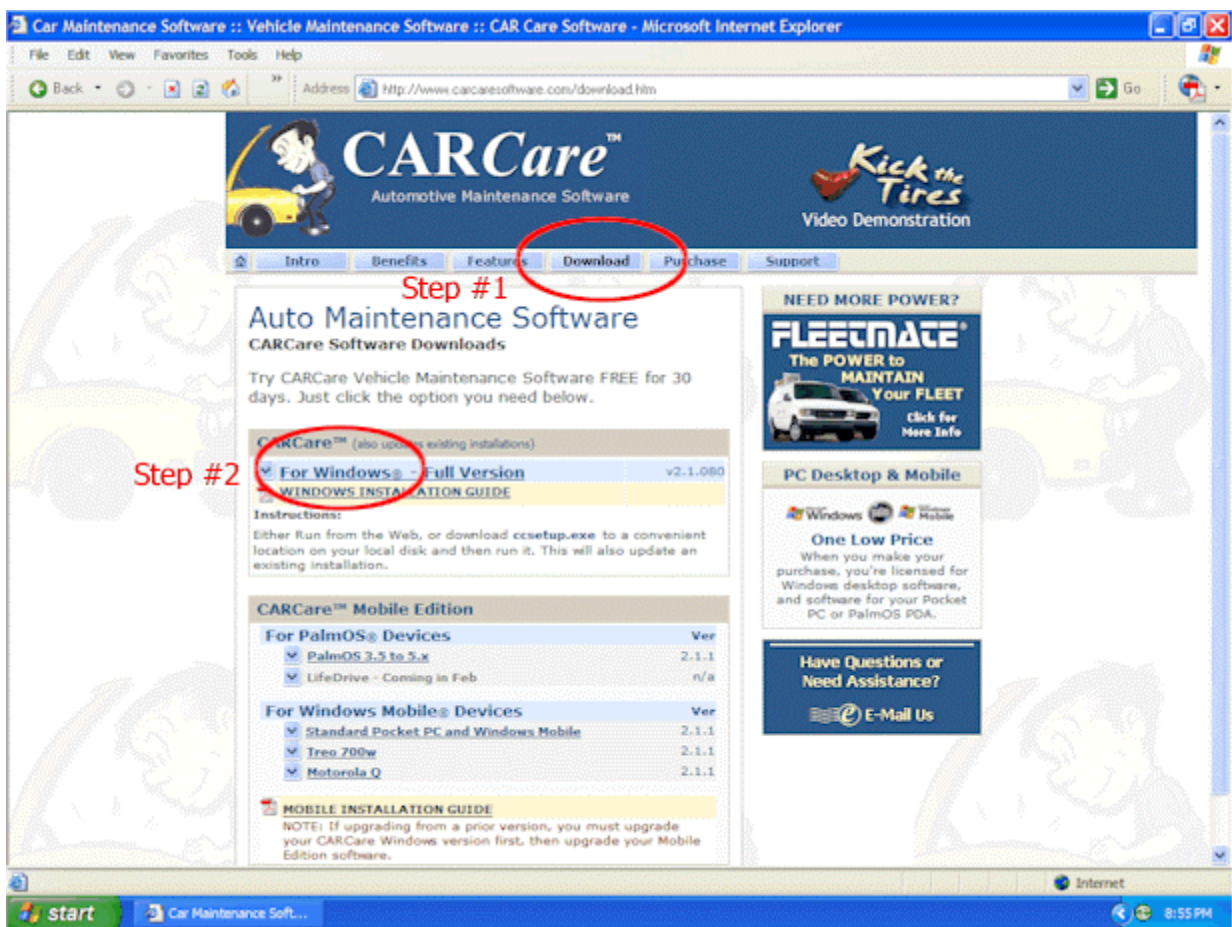 Car Maintenance Software :: Vehicle Maintenance Software :: CAR Care Software - Microsoft Internet Explorer
File Edit View Favorites Tools Help
Back Address http://www.carcaresoftware.com/download.htm Go
CARCare™
Automotive Maintenance Software
Kick the
Tires
Video Demonstration
Intro Benefits Features Download Purchase Support
Step #1
Auto Maintenance Software
CARCare Software Downloads
Try CARCare Vehicle Maintenance Software FREE for 30
days. Just click the option you need below.
CARCare™ (also updates existing installations)
Step #2
For Windows® - Full Version v2.1.080
WINDOWS INSTALLATION GUIDE
Instructions:
Either Run from the Web, or download ccsetup.exe to a convenient
location on your local disk and then run it. This will also update an
existing installation.
CARCare™ Mobile Edition
For PalmOS® Devices Ver
PalmOS 3.5 to 5.x 2.1.1
LifeDrive - Coming in Feb n/a
For Windows Mobile® Devices Ver
Standard Pocket PC and Windows Mobile 2.1.1
Treo 700w 2.1.1
Motorola Q 2.1.1
MOBILE INSTALLATION GUIDE
NOTE: If upgrading from a prior version, you must upgrade
your CARCare Windows version first, then upgrade your Mobile
Edition software.
NEED MORE POWER?
FLEETMATE®
The POWER to
MAINTAIN
Your FLEET
Click for
More Info
PC Desktop & Mobile
Windows Windows Mobile
One Low Price
When you make your
purchase, you're licensed for
Windows desktop software,
and software for your Pocket
PC or PalmOS PDA.
Have Questions or
Need Assistance?
E-Mail Us
Internet
start Car Maintenance Soft... 8:55 PM